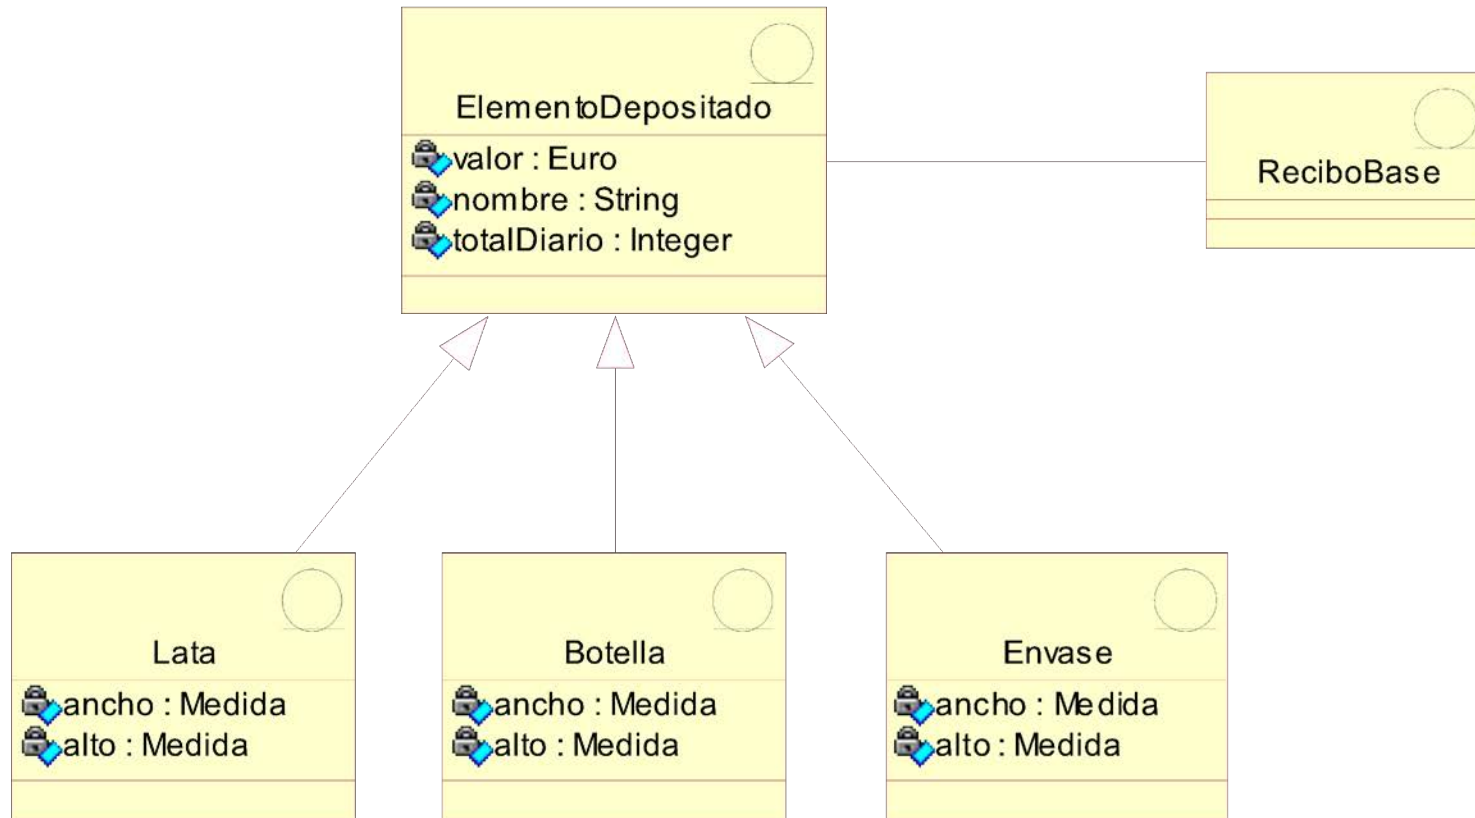 ElementoDepositado
valor : Euro
nombre : String
totalDiario : Integer
ReciboBase
Lata
ancho : Medida
alto : Medida
Botella
ancho : Medida
alto : Medida
Envase
ancho : Medida
alto : Medida